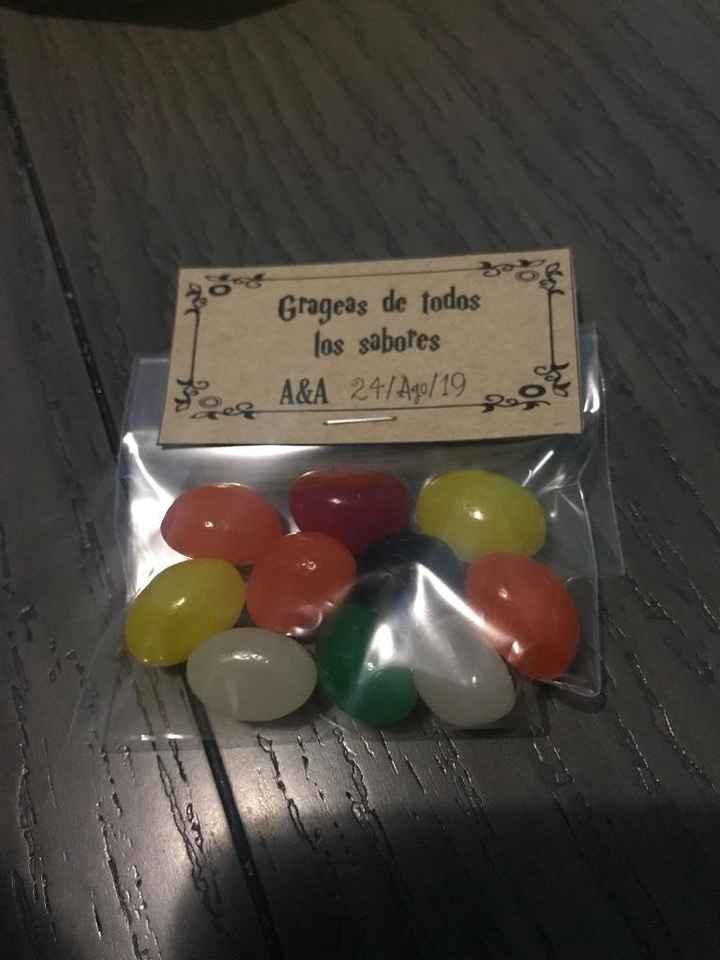 Grageas de todos
los sabores
A&A 24/Ago/19